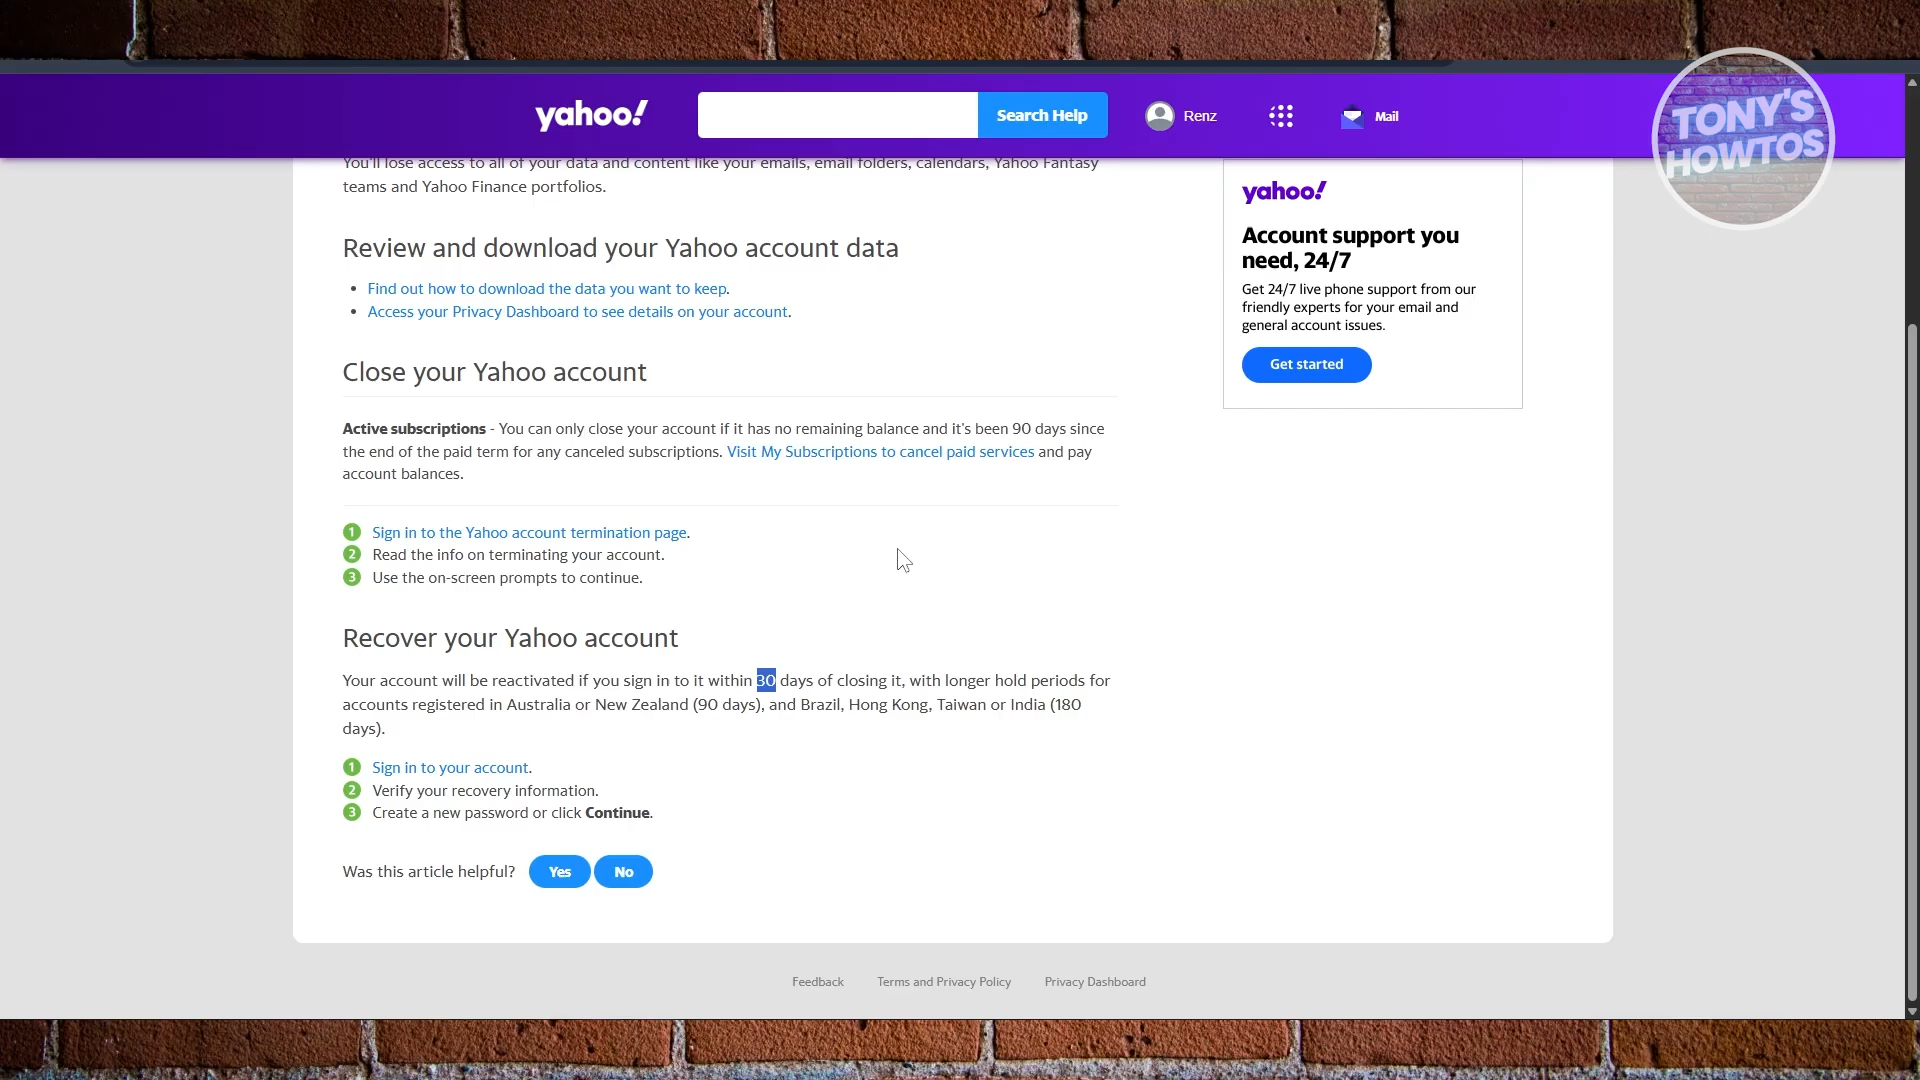 yahoo!
Search Help
Renz
Mail
TONY'S
HOWTOS
You'll lose access to all of your data and content like your emails, email folders, calendars, Yahoo Fantasy
teams and Yahoo Finance portfolios.
Review and download your Yahoo account data
Find out how to download the data you want to keep.
Access your Privacy Dashboard to see details on your account.
Close your Yahoo account
Active subscriptions - You can only close your account if it has no remaining balance and it's been 90 days since
the end of the paid term for any canceled subscriptions. Visit My Subscriptions to cancel paid services and pay
account balances.
1 Sign in to the Yahoo account termination page.
2 Read the info on terminating your account.
3 Use the on-screen prompts to continue.
Recover your Yahoo account
Your account will be reactivated if you sign in to it within 30 days of closing it, with longer hold periods for
accounts registered in Australia or New Zealand (90 days), and Brazil, Hong Kong, Taiwan or India (180
days).
1 Sign in to your account.
2 Verify your recovery information.
3 Create a new password or click Continue.
Was this article helpful? Yes No
yahoo!
Account support you
need, 24/7
Get 24/7 live phone support from our
friendly experts for your email and
general account issues.
Get started
Feedback Terms and Privacy Policy Privacy Dashboard